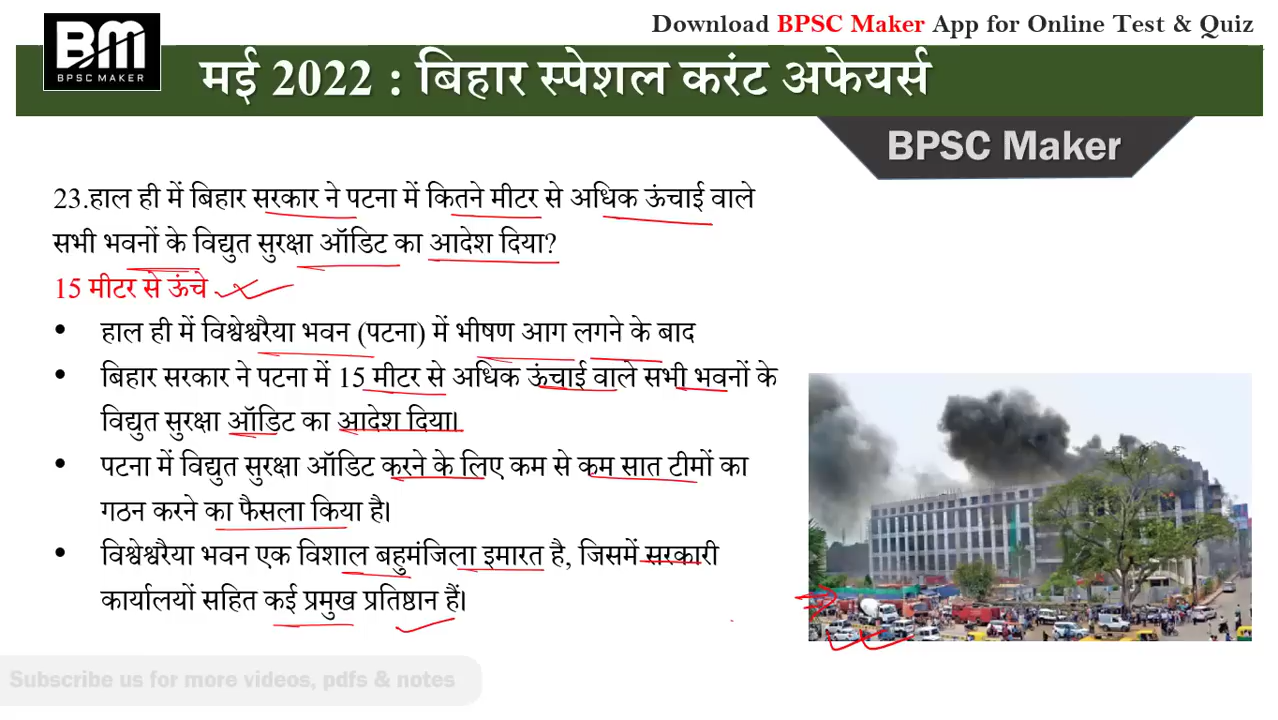 Download BPSC Maker App for Online Test & Quiz
BM
BPSC MAKER
मई 2022 : बिहार स्पेशल करंट अफेयर्स
BPSC Maker
23.हाल ही में बिहार सरकार ने पटना में कितने मीटर से अधिक ऊंचाई वाले
सभी भवनों के विद्युत सुरक्षा ऑडिट का आदेश दिया?
15 मीटर से ऊंचे
• हाल ही में विश्वेश्वरैया भवन (पटना) में भीषण आग लगने के बाद
• बिहार सरकार ने पटना में 15 मीटर से अधिक ऊंचाई वाले सभी भवनों के
विद्युत सुरक्षा ऑडिट का आदेश दिया।
• पटना में विद्युत सुरक्षा ऑडिट करने के लिए कम से कम सात टीमों का
गठन करने का फैसला किया है।
• विश्वेश्वरैया भवन एक विशाल बहुमंजिला इमारत है, जिसमें सरकारी
कार्यालयों सहित कई प्रमुख प्रतिष्ठान हैं।
Subscribe us for more videos, pdfs & notes